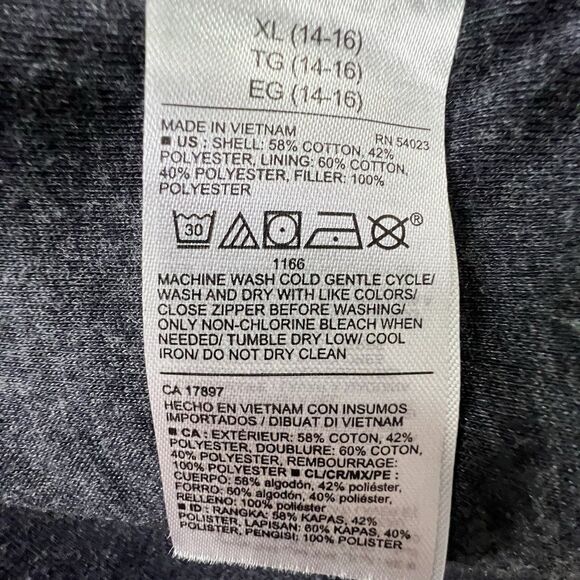 XL (14-16)
TG (14-16)
EG (14-16)
MADE IN VIETNAM RN 54023
■ US : SHELL: 58% COTTON, 42%
POLYESTER, LINING: 60% COTTON,
40% POLYESTER, FILLER: 100%
POLYESTER
30 ®
1166
MACHINE WASH COLD GENTLE CYCLE/
WASH AND DRY WITH LIKE COLORS/
CLOSE ZIPPER BEFORE WASHING/
ONLY NON-CHLORINE BLEACH WHEN
NEEDED/ TUMBLE DRY LOW/ COOL
IRON/ DO NOT DRY CLEAN
CA 17897
HECHO EN VIETNAM CON INSUMOS
IMPORTADOS / DIBUAT DI VIETNAM
■ CA : EXTÉRIEUR: 58% COTON, 42%
POLYESTER, DOUBLURE: 60% COTON,
40% POLYESTER, REMBOURRAGE:
100% POLYESTER ■ CL/CR/MX/PE :
CUERPO: 58% algodón, 42% poliéster,
FORRO: 60% algodón, 40% poliéster,
RELLENO: 100% poliéster
■ ID : RANGKA: 58% KAPAS, 42%
POLISTER, LAPISAN: 60% KAPAS, 40%
POLISTER, PENGISI: 100% POLISTER